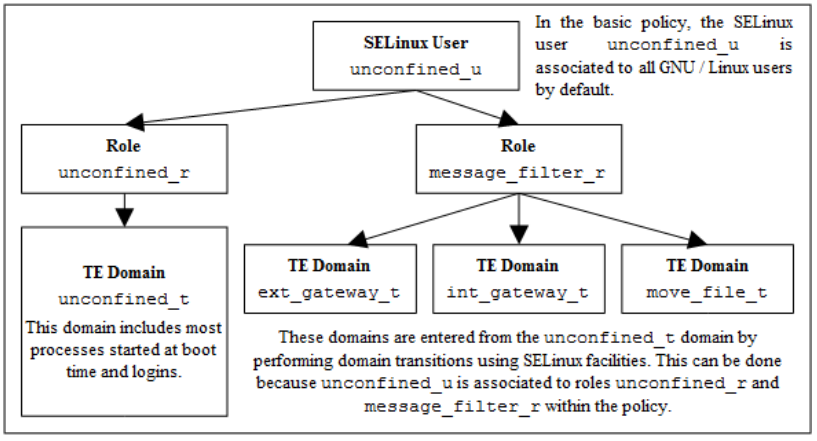 SELinux User
unconfined_u
In the basic policy, the SELinux
user unconfined_u is
associated to all GNU / Linux users
by default.
Role
unconfined_r
Role
message_filter_r
TE Domain
unconfined_t
This domain includes most
processes started at boot
time and logins.
TE Domain
ext_gateway_t
TE Domain
int_gateway_t
TE Domain
move_file_t
These domains are entered from the unconfined_t domain by
performing domain transitions using SELinux facilities. This can be done
because unconfined_u is associated to roles unconfined_r and
message_filter_r within the policy.